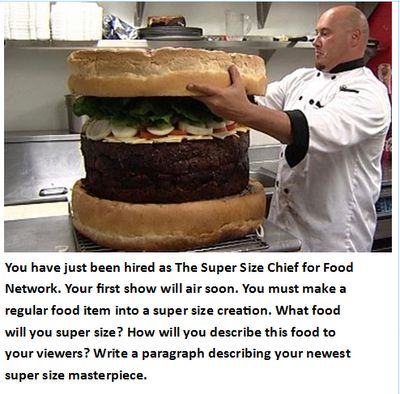 You have just been hired as The Super Size Chief for Food
Network. Your first show will air soon. You must make a
regular food item into a super size creation. What food
will you super size? How will you describe this food to
your viewers? Write a paragraph describing your newest
super size masterpiece.